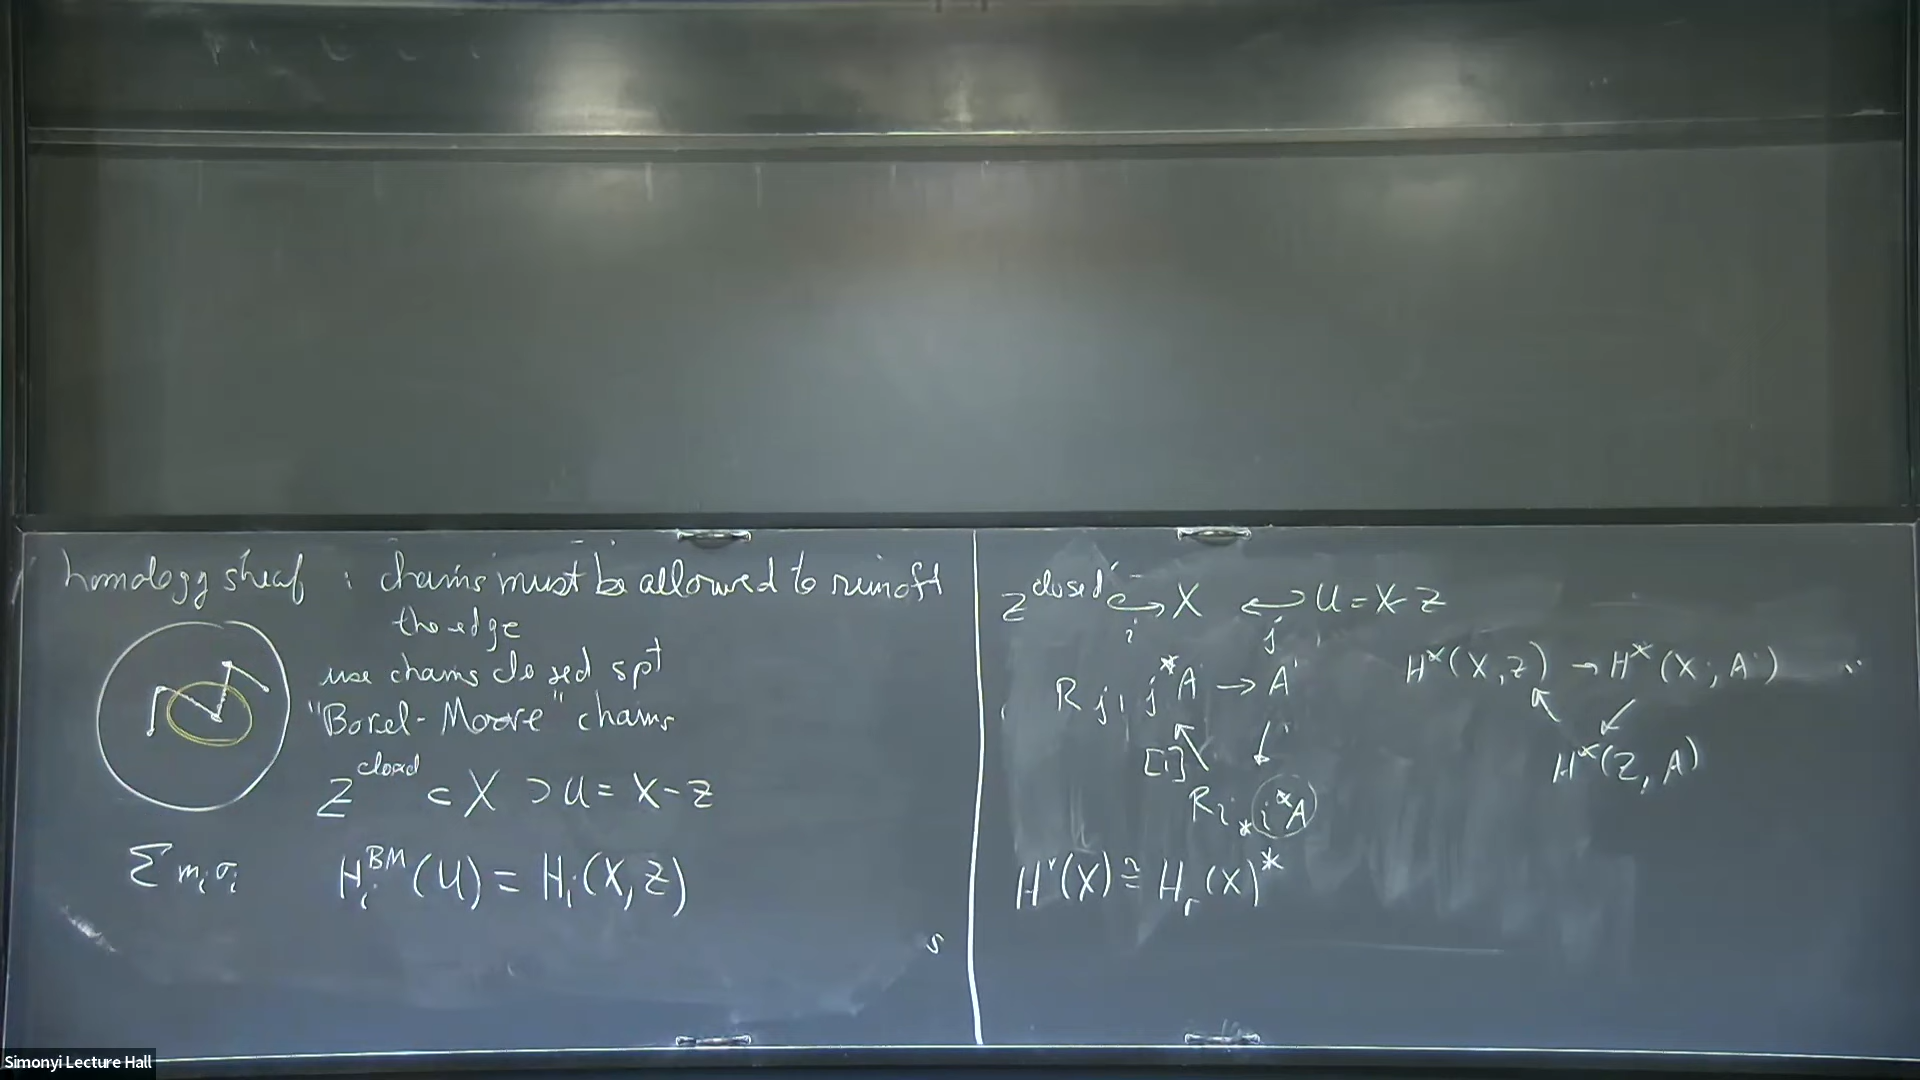 homology sheaf : chains must be allowed to run off
the edge
use chains closed spt
"Borel-Moore" chains
Z^closed ⊂ X ⊃ U = X - Z
Σ m_i σ_i
H_i^BM(U) = H_i(X, Z)
s
Z^closed ↪ X ↩ U = X - Z
i j
R j_! j^*A → A^•
[1]
R i_* i^*A
H^*(X, Z) → H^*(X; A^•)
H^*(Z, A)
H^r(X) ≅ H_r(X)^*
Simonyi Lecture Hall